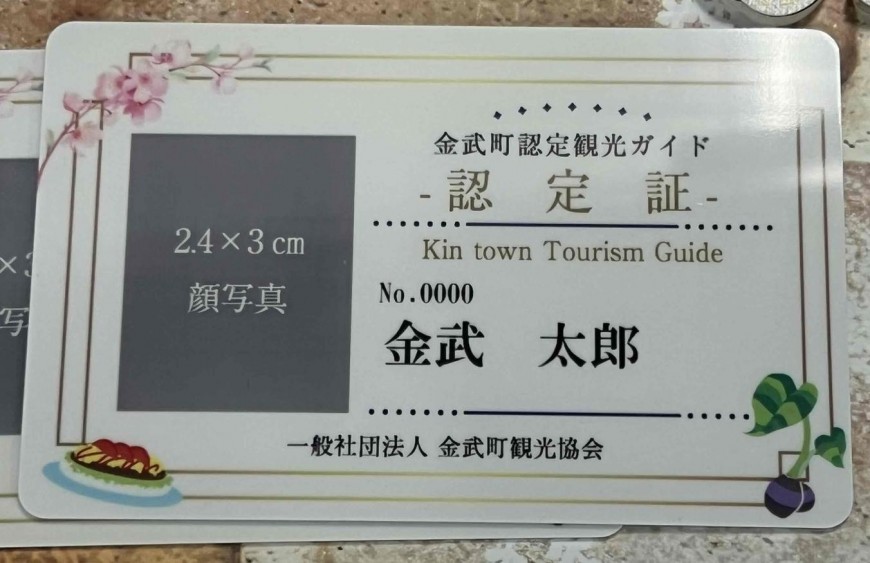 金武町認定観光ガイド
-認 定 証-
Kin town Tourism Guide
2.4×3cm
顔写真
No.0000
金武 太郎
一般社団法人 金武町観光協会
×3
写